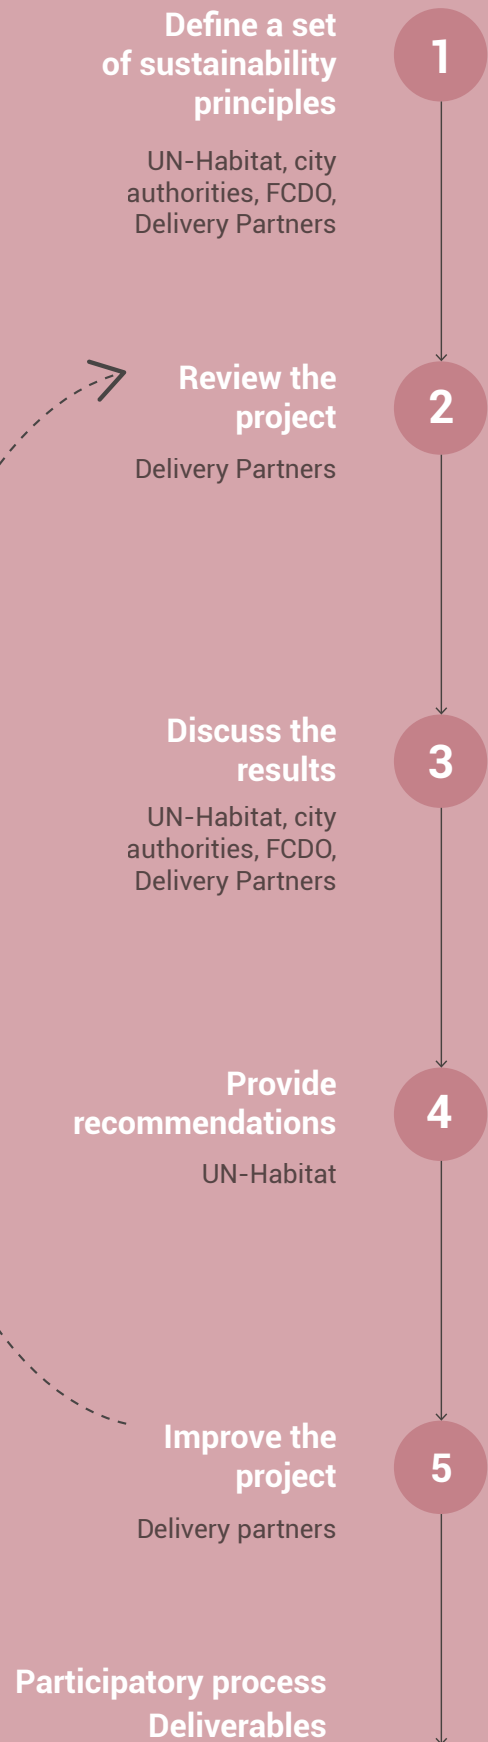 Define a set
of sustainability
principles
1
UN-Habitat, city
authorities, FCDO,
Delivery Partners
Review the
project
2
Delivery Partners
Discuss the
results
3
UN-Habitat, city
authorities, FCDO,
Delivery Partners
Provide
recommendations
4
UN-Habitat
Improve the
project
5
Delivery partners
Participatory process
Deliverables